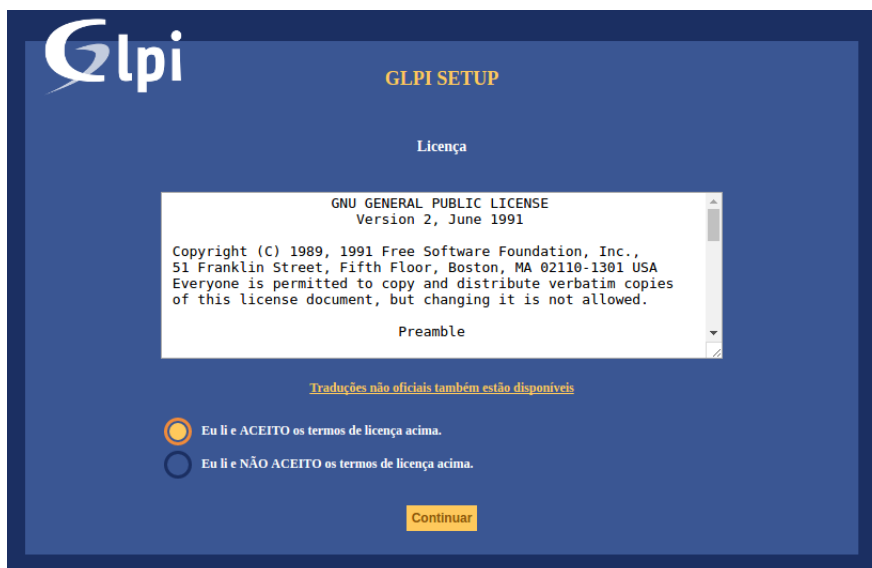 Glpi
GLPI SETUP
Licença
GNU GENERAL PUBLIC LICENSE
Version 2, June 1991
Copyright (C) 1989, 1991 Free Software Foundation, Inc.,
51 Franklin Street, Fifth Floor, Boston, MA 02110-1301 USA
Everyone is permitted to copy and distribute verbatim copies
of this license document, but changing it is not allowed.
Preamble
Traduções não oficiais também estão disponíveis
Eu li e ACEITO os termos de licença acima.
Eu li e NÃO ACEITO os termos de licença acima.
Continuar